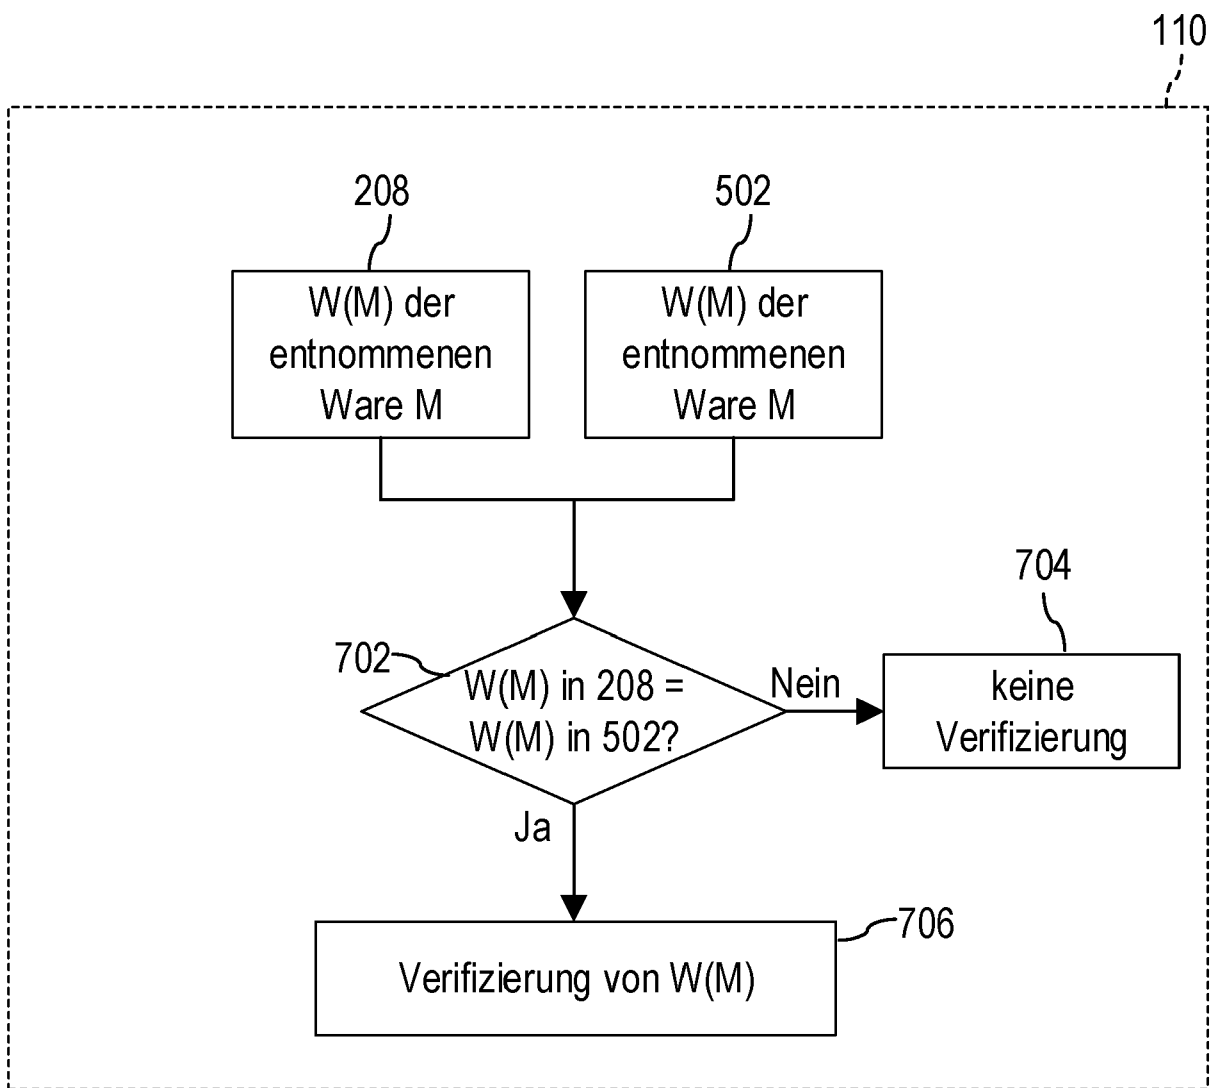 110
208
502
W(M) der
entnommenen
Ware M
W(M) der
entnommenen
Ware M
704
702
W(M) in 208 =
W(M) in 502?
Nein
keine
Verifizierung
Ja
706
Verifizierung von W(M)